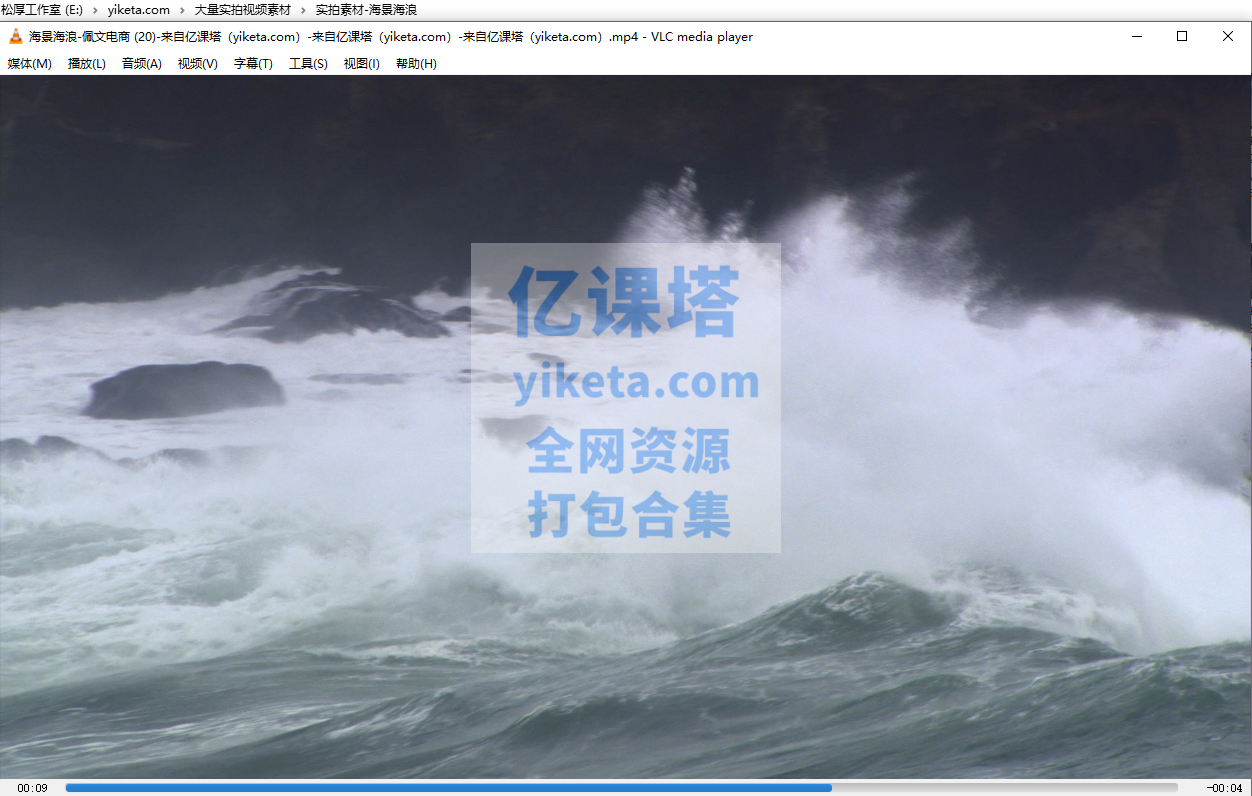 松厚工作室 (E:) › yiketa.com › 大量实拍视频素材 › 实拍素材-海景海浪
海景海浪-佩文电商 (20)-来自亿课塔（yiketa.com）-来自亿课塔（yiketa.com）-来自亿课塔（yiketa.com）.mp4 - VLC media player
媒体(M) 播放(L) 音频(A) 视频(V) 字幕(T) 工具(S) 视图(I) 帮助(H)
亿课塔
yiketa.com
全网资源
打包合集
00:09 -00:04